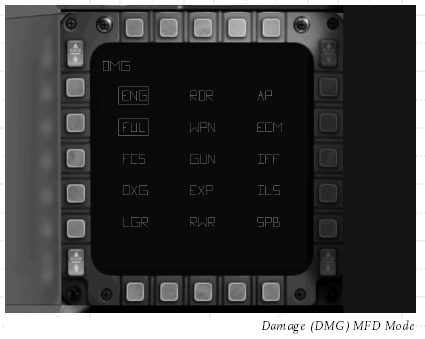 DMG
ENG RDR AP
FUL WPN ECM
FCS GUN IFF
OXG EXP ILS
LGR RWR SPB
Damage (DMG) MFD Mode